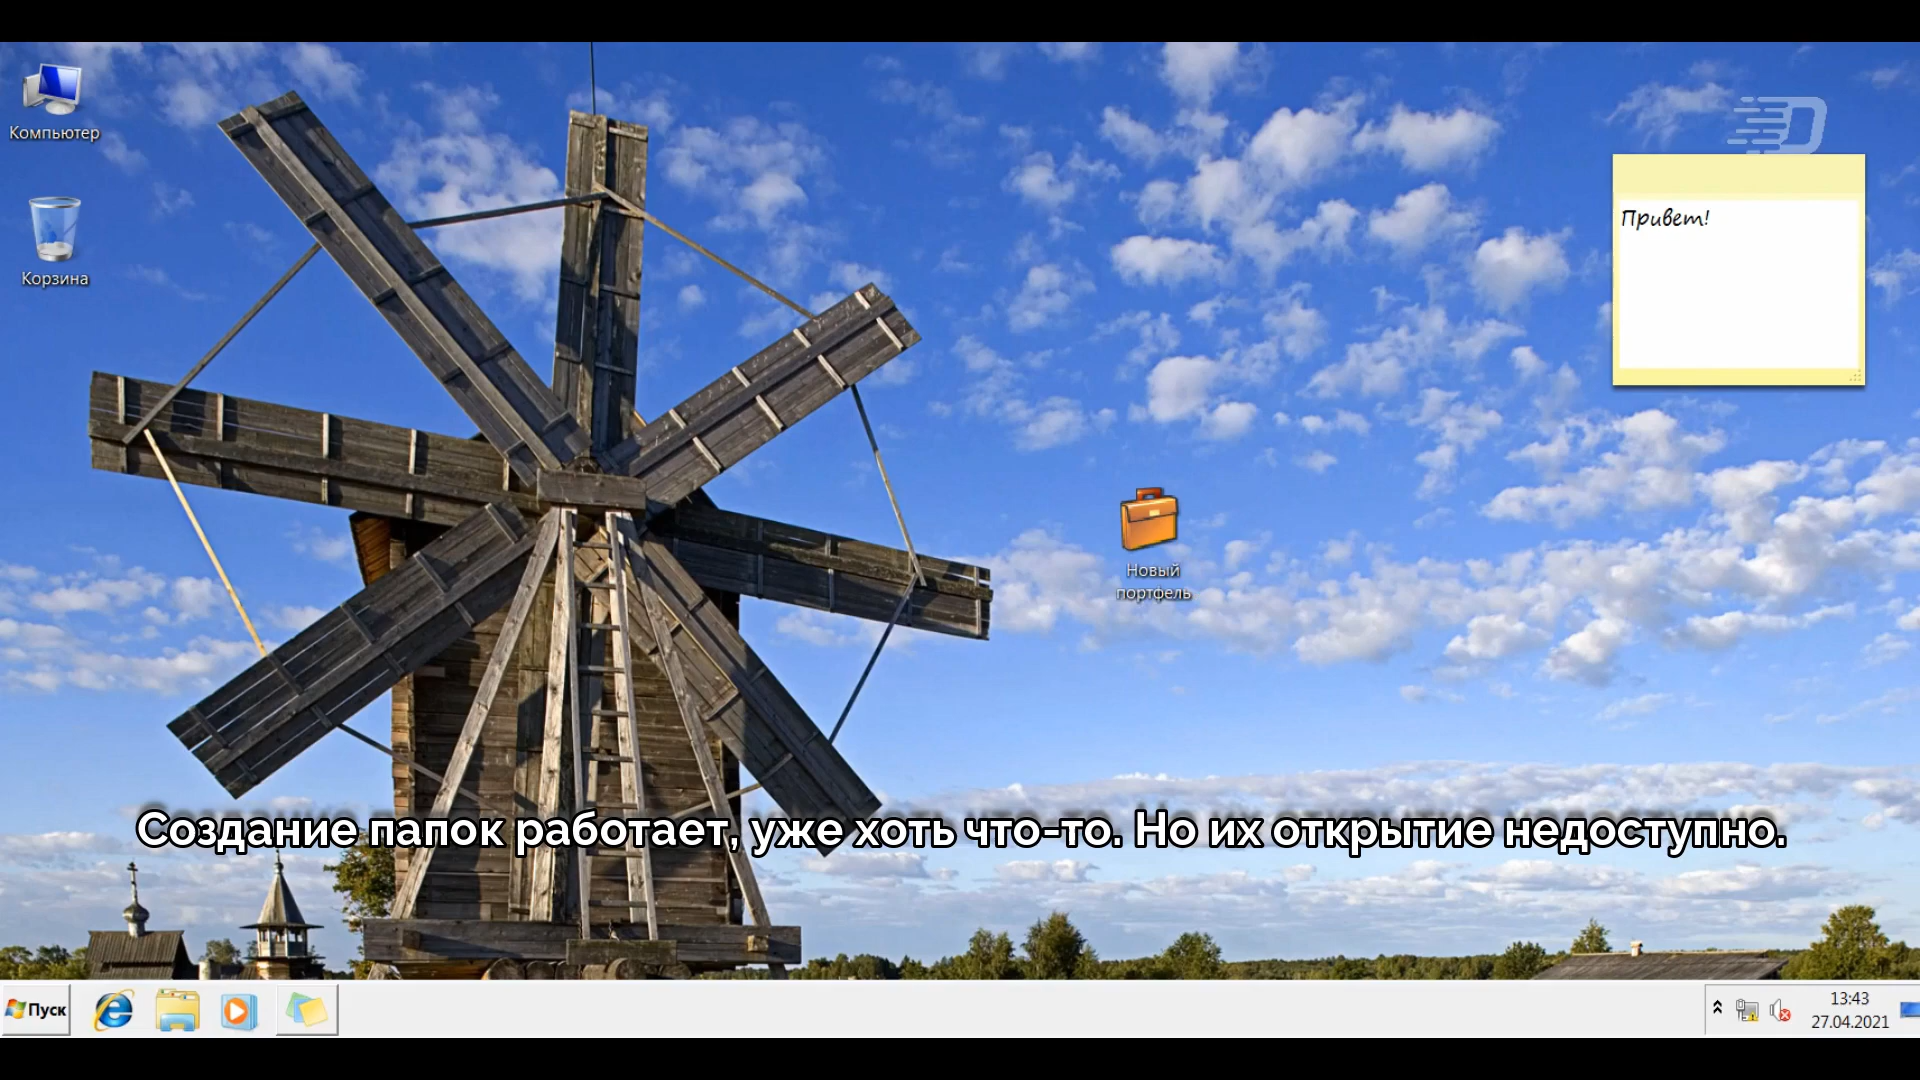 Компьютер
Корзина
Привет!
Новый
портфель
Создание папок работает, уже хоть что-то. Но их открытие недоступно.
Пуск
13:43
27.04.2021